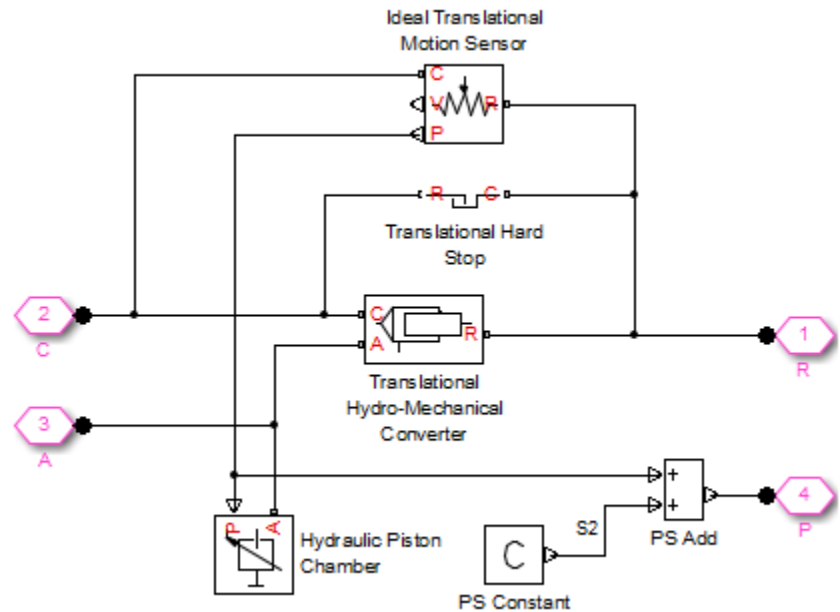 Ideal Translational
Motion Sensor
C
V
R
P
R
C
Translational Hard
Stop
2
C
C
A
R
1
R
Translational
Hydro-Mechanical
Converter
3
A
P
A
Hydraulic Piston
Chamber
S2
C
PS Constant
+
+
PS Add
4
P